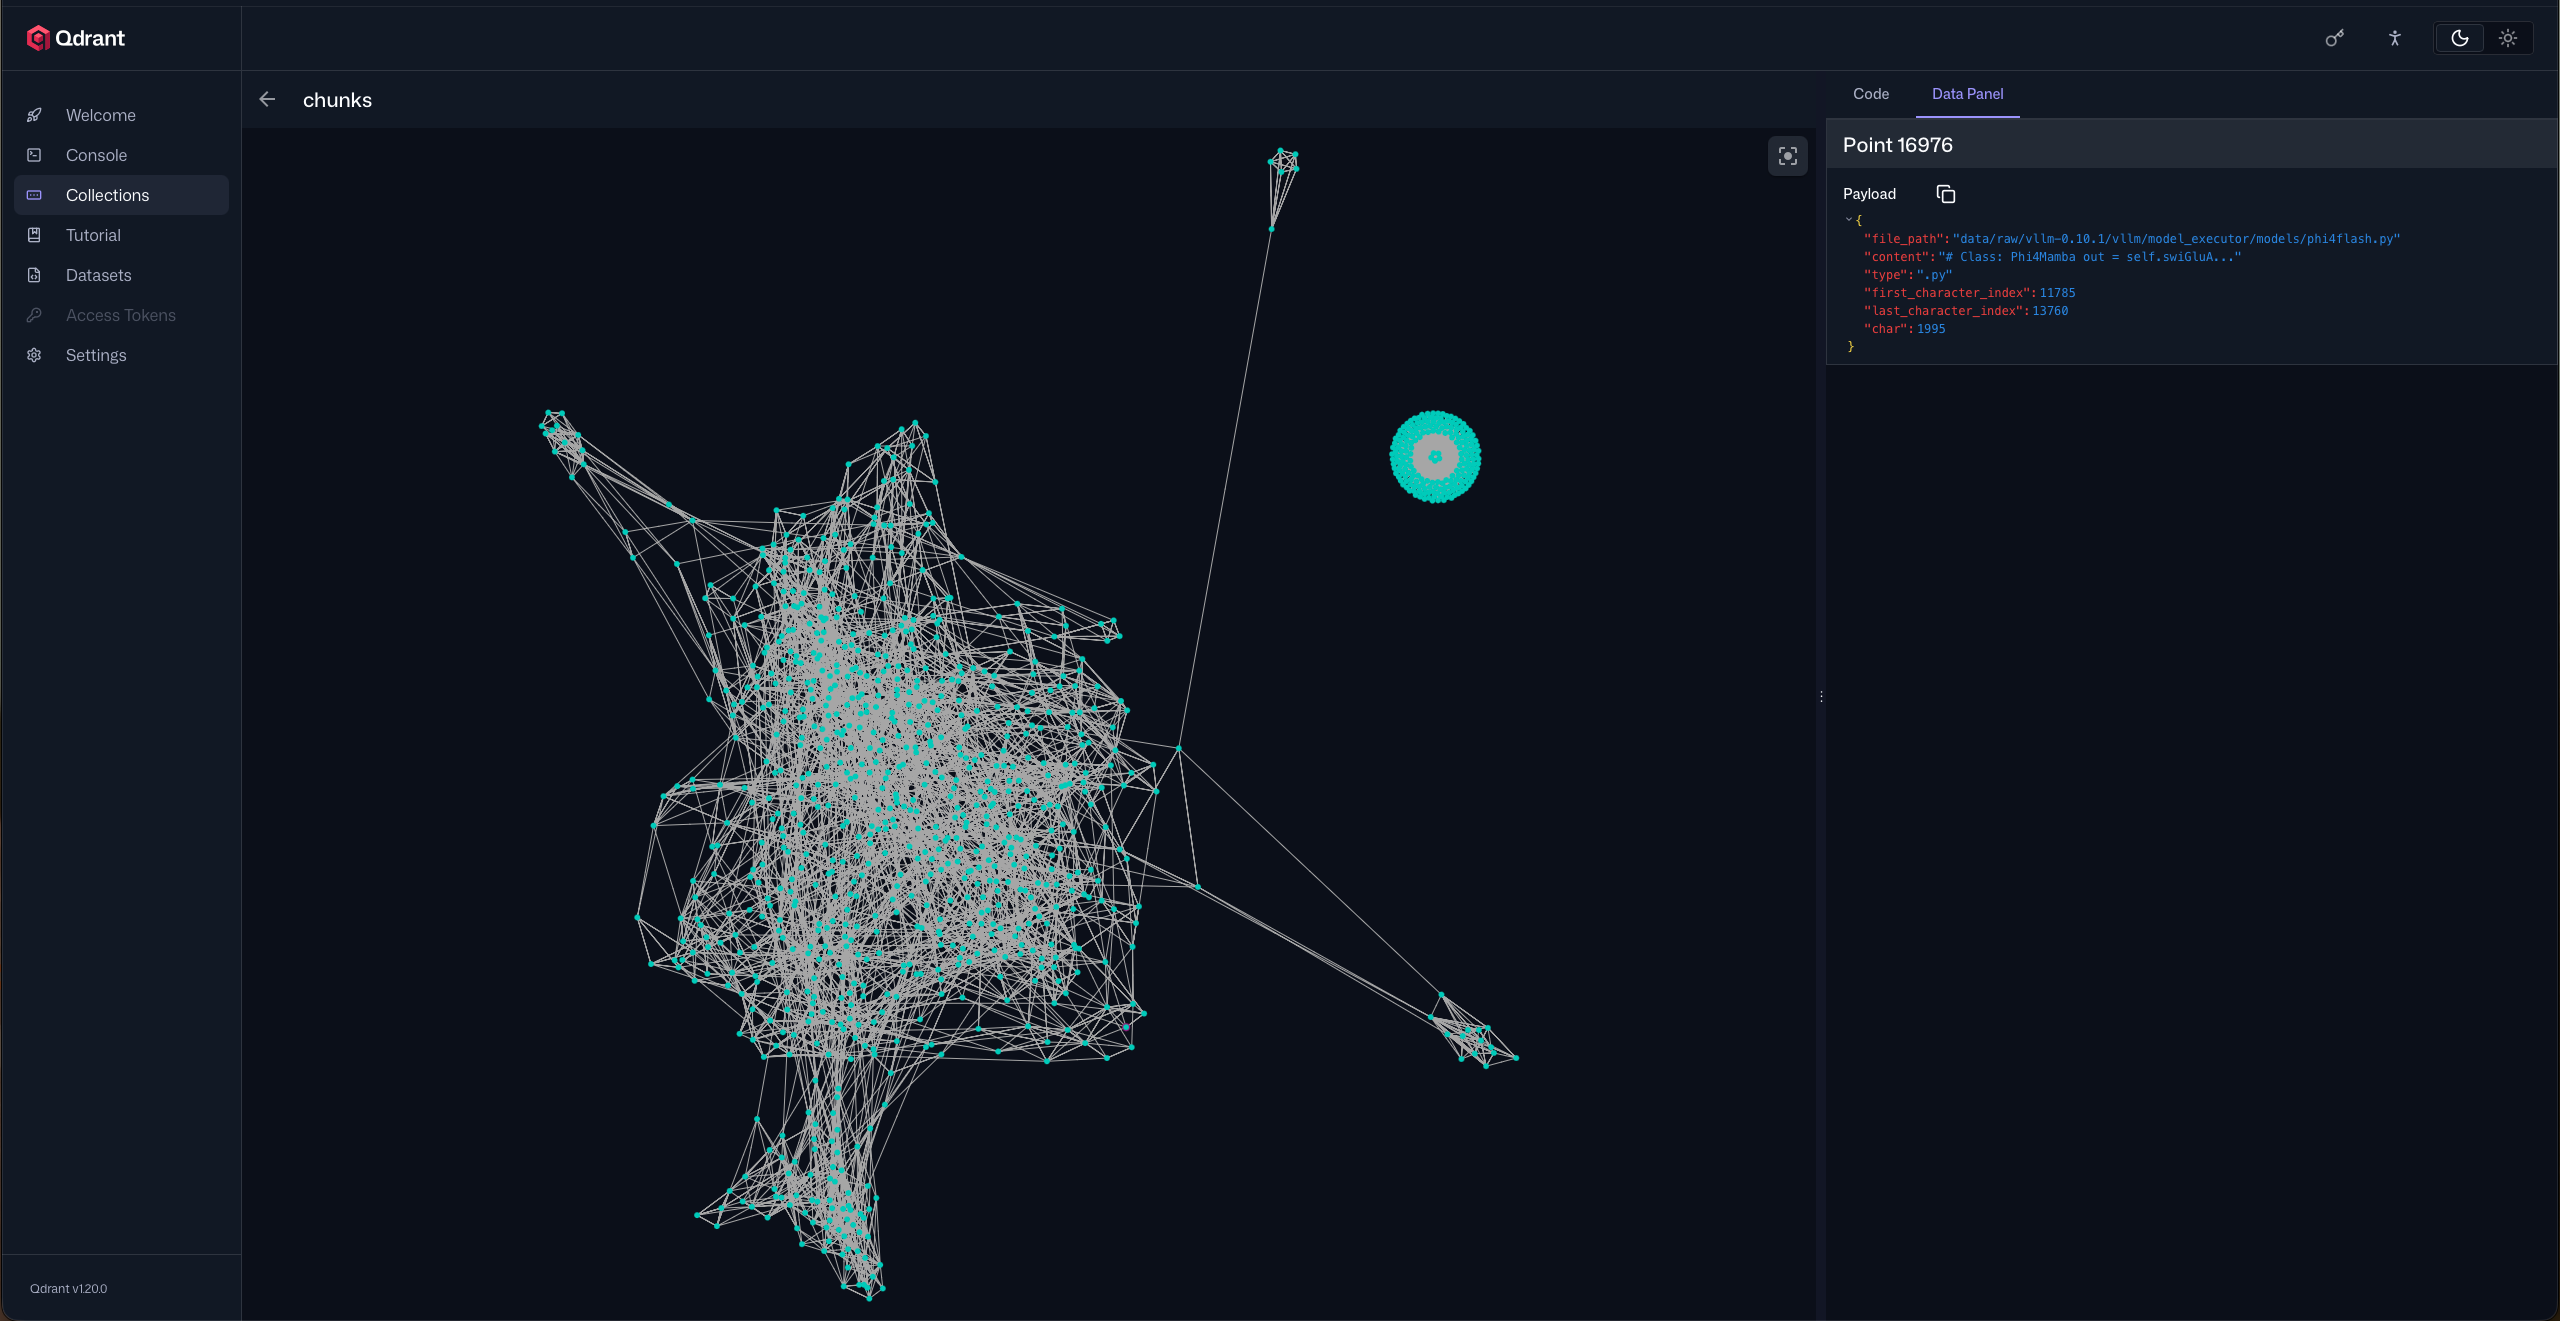 Qdrant
Welcome
Console
Collections
Tutorial
Datasets
Access Tokens
Settings
Qdrant v1.20.0
chunks
Code
Data Panel
Point 16976
Payload
{
"file_path": "data/raw/vllm-0.10.1/vllm/model_executor/models/phi4flash.py"
"content": "# Class: Phi4Mamba out = self.swiGluA..."
"type": ".py"
"first_character_index": 11785
"last_character_index": 13760
"char": 1995
}